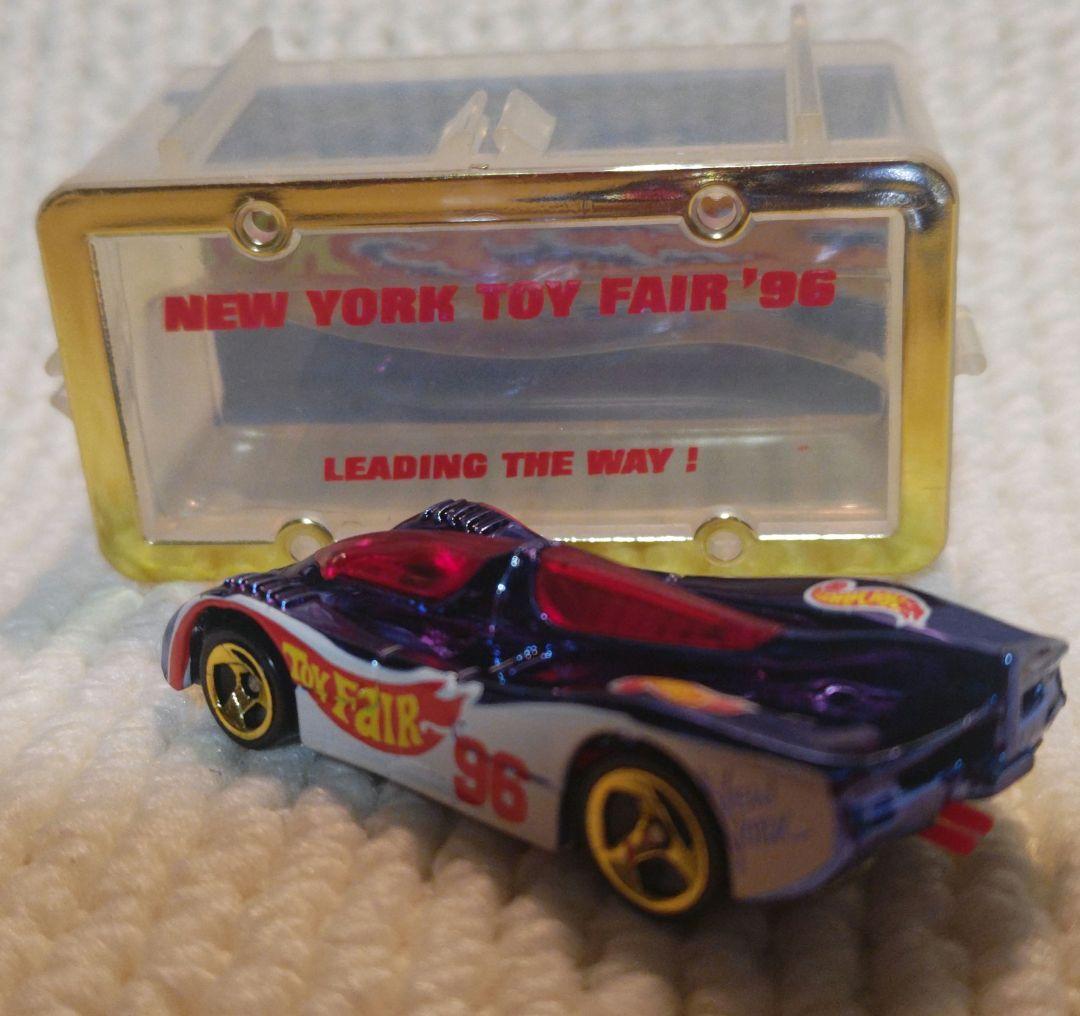 NEW YORK TOY FAIR '96
LEADING THE WAY !
TOY FAIR
96